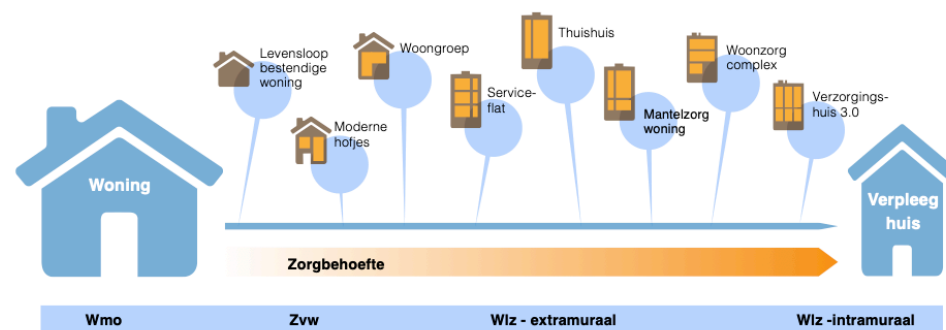 Woning
Levensloop
bestendige
woning
Moderne
hofjes
Woongroep
Service-
flat
Thuishuis
Mantelzorg
woning
Woonzorg
complex
Verzorgings-
huis 3.0
Verpleeg
huis
Zorgbehoefte
Wmo
Zvw
Wlz - extramuraal
Wlz -intramuraal